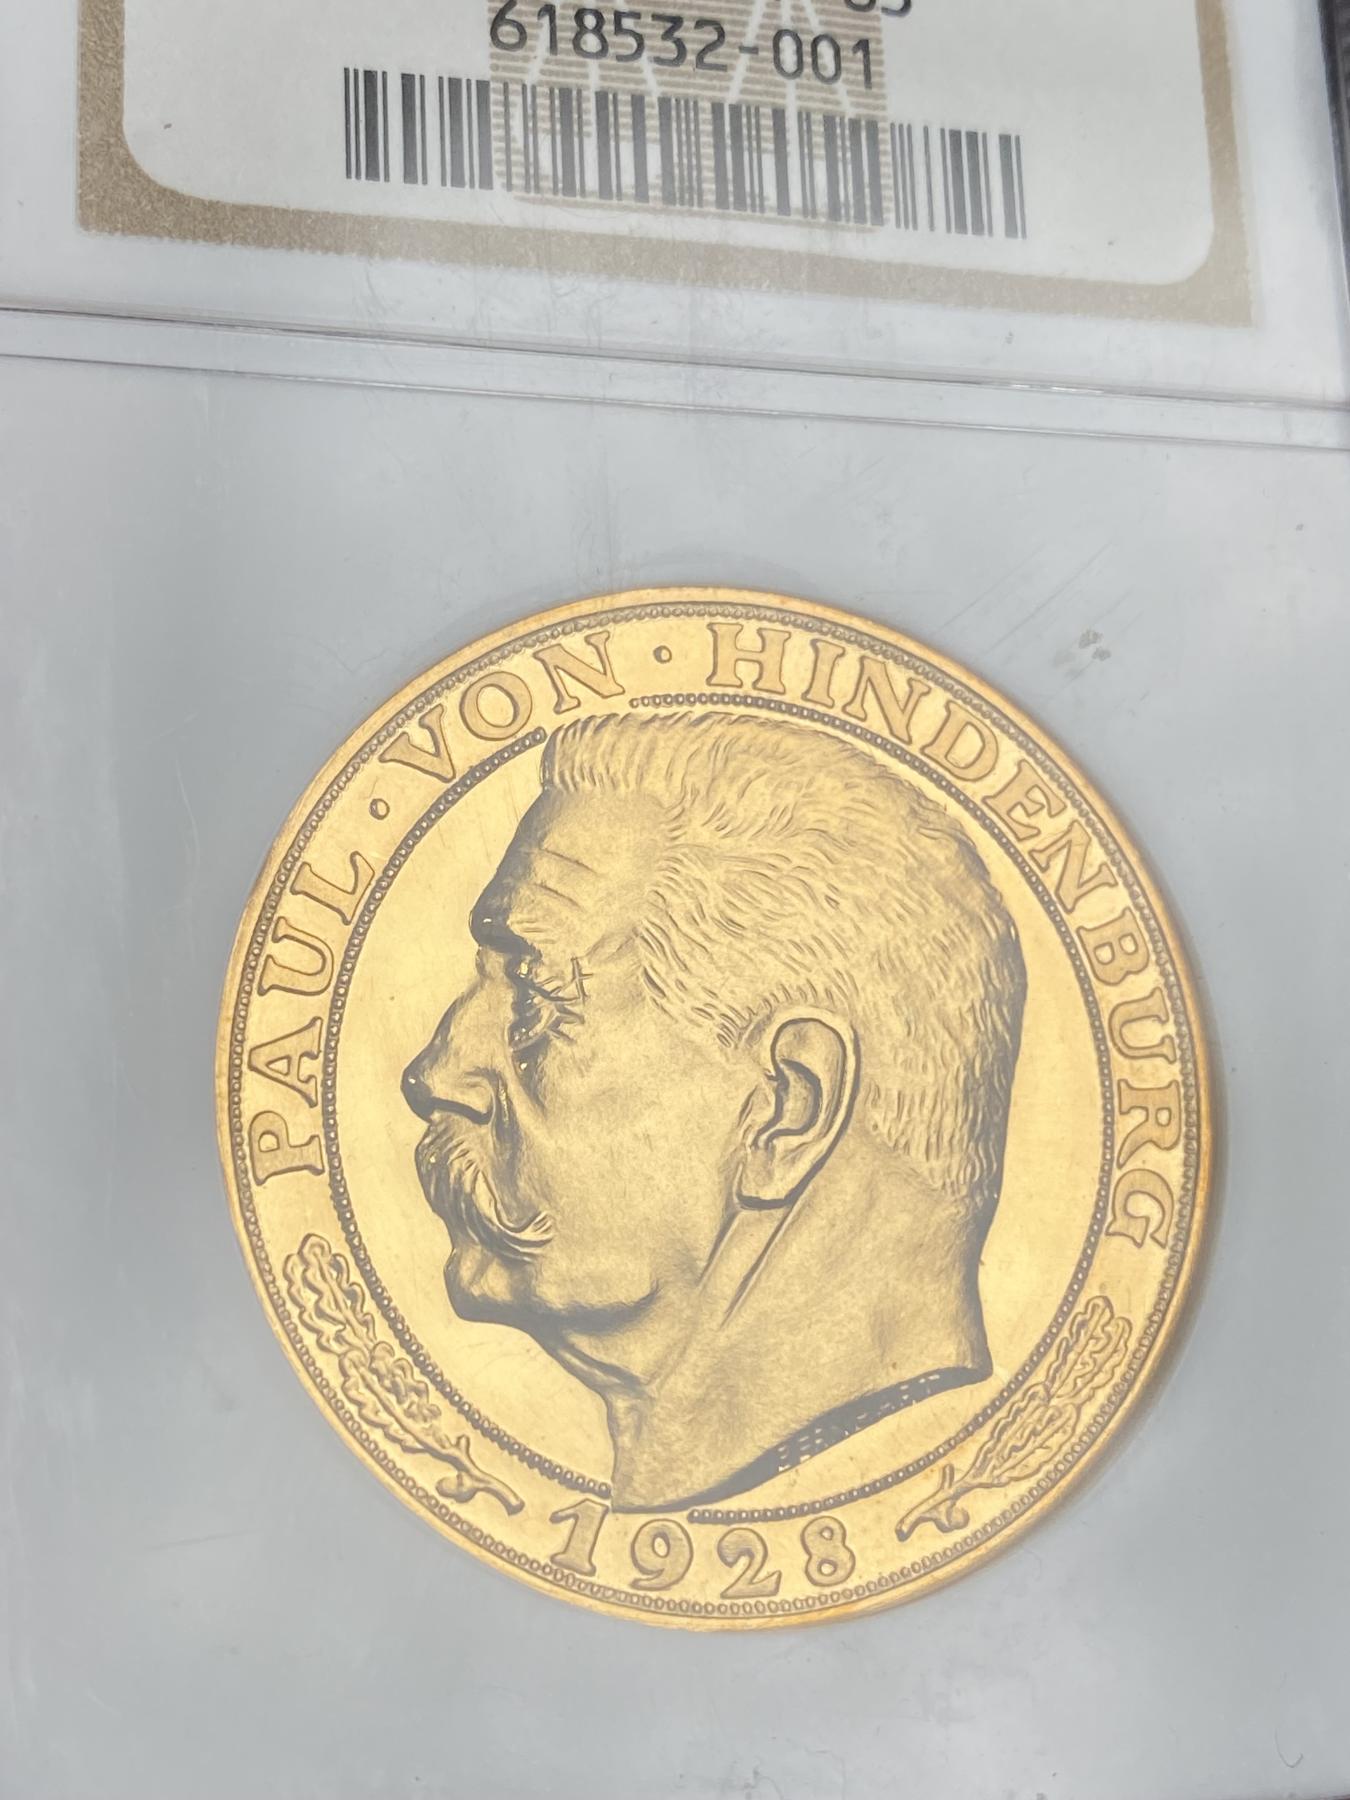 618532-001
PAUL · VON · HINDENBURG
1928